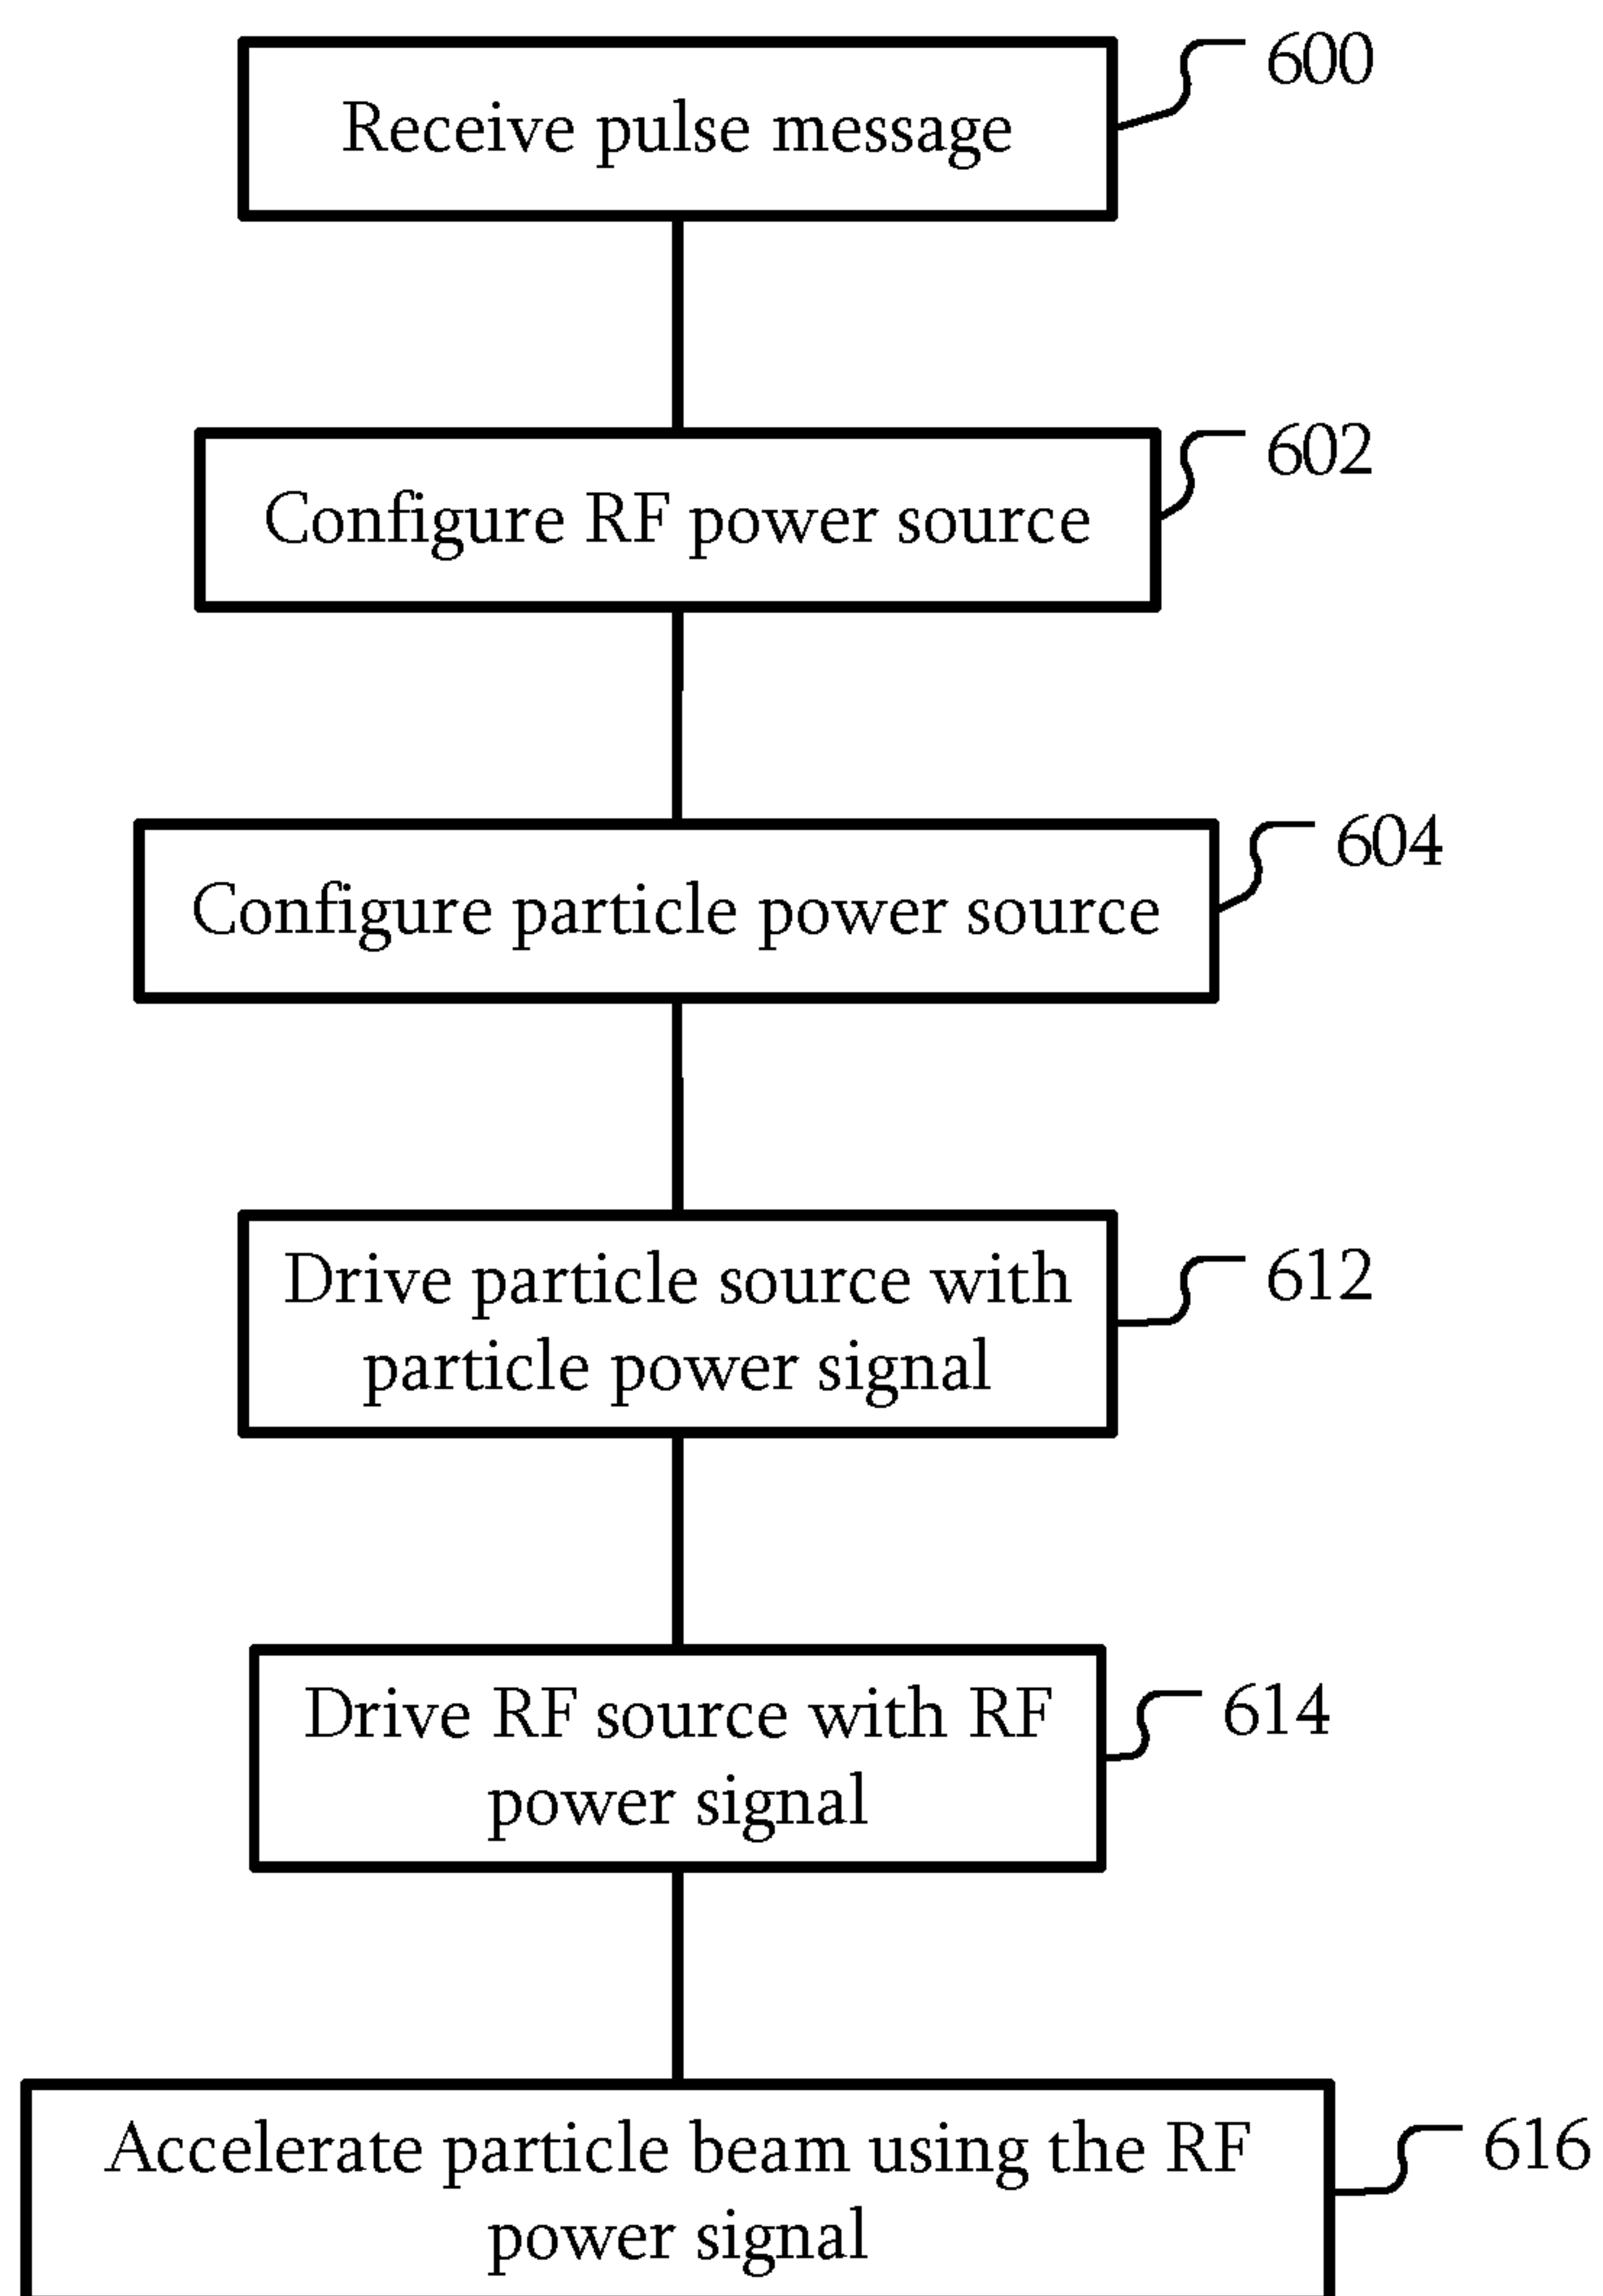 Receive pulse message
600
Configure RF power source
602
Configure particle power source
604
Drive particle source with
particle power signal
612
Drive RF source with RF
power signal
614
Accelerate particle beam using the RF
power signal
616